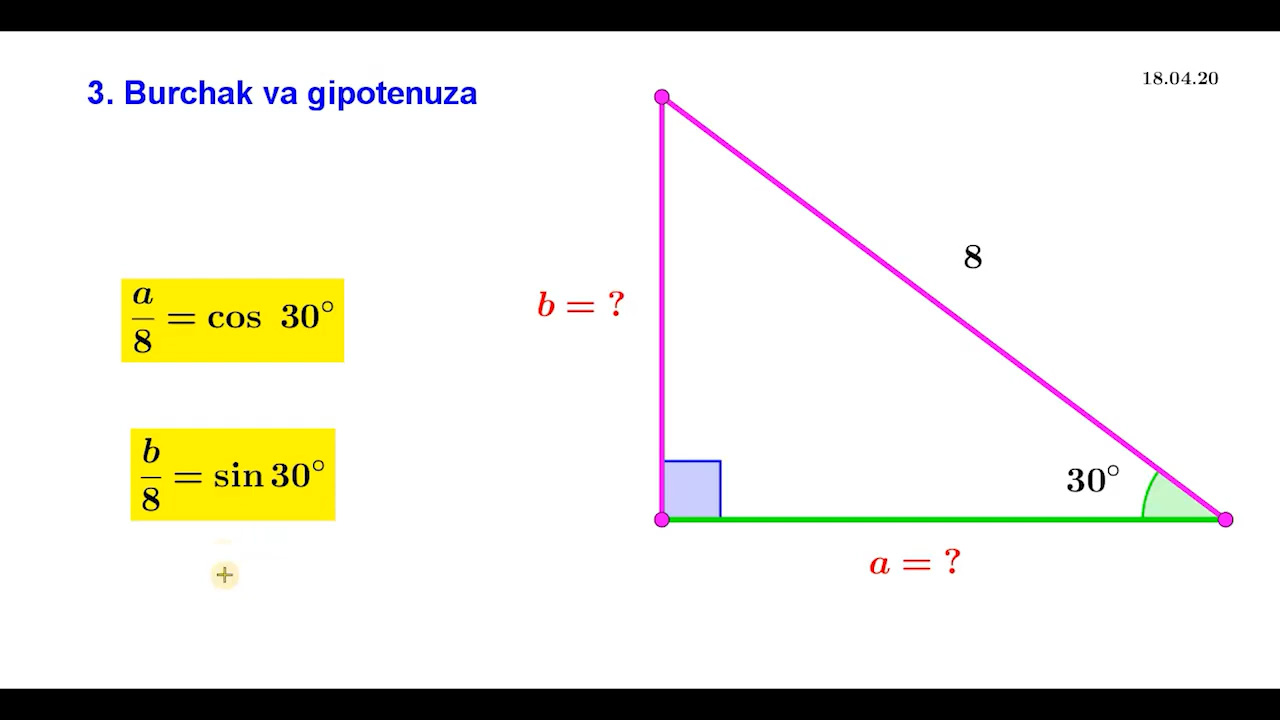 3. Burchak va gipotenuza
18.04.20
a/8 = cos 30°
b/8 = sin 30°
b = ?
8
30°
a = ?